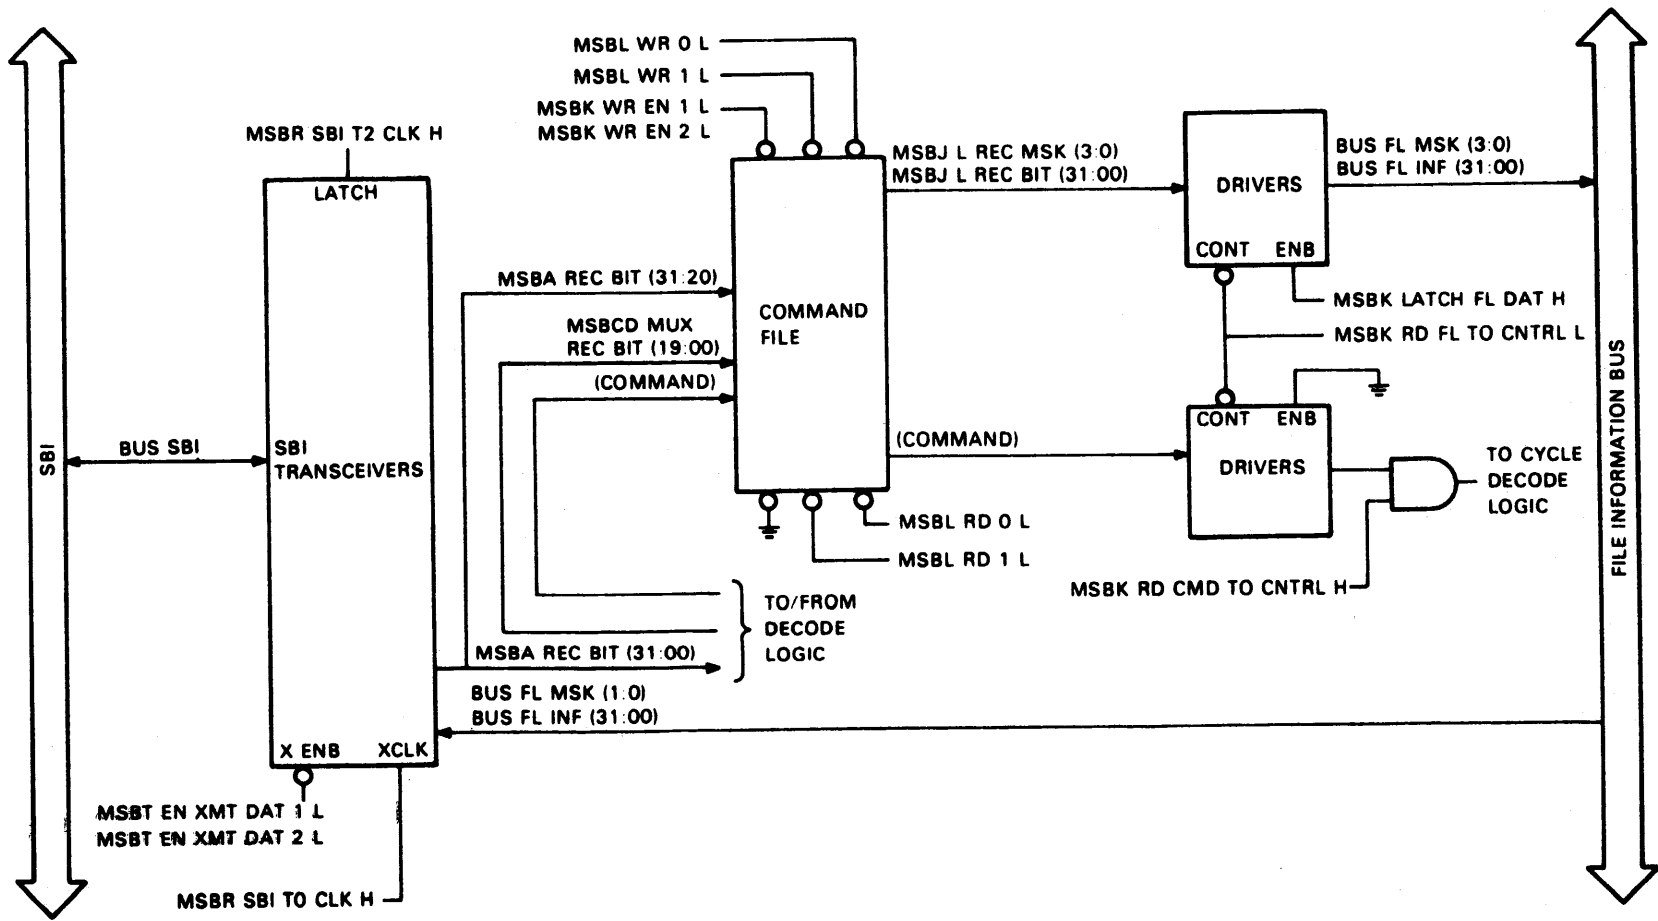 MSBL WR 0 L
MSBL WR 1 L
MSBK WR EN 1 L
MSBK WR EN 2 L
MSBR SBI T2 CLK H
LATCH
MSBJ L REC MSK (3:0)
MSBJ L REC BIT (31:00)
DRIVERS
CONT ENB
BUS FL MSK (3:0)
BUS FL INF (31:00)
MSBK LATCH FL DAT H
MSBK RD FL TO CNTRL L
MSBA REC BIT (31:20)
MSBCD MUX
REC BIT (19:00)
(COMMAND)
COMMAND
FILE
SBI
BUS SBI
SBI
TRANSCEIVERS
(COMMAND)
CONT ENB
DRIVERS
TO CYCLE
DECODE
LOGIC
FILE INFORMATION BUS
MSBL RD 0 L
MSBL RD 1 L
MSBK RD CMD TO CNTRL H
TO/FROM
DECODE
LOGIC
MSBA REC BIT (31:00)
BUS FL MSK (1:0)
BUS FL INF (31:00)
X ENB XCLK
MSBT EN XMT DAT 1 L
MSBT EN XMT DAT 2 L
MSBR SBI T0 CLK H